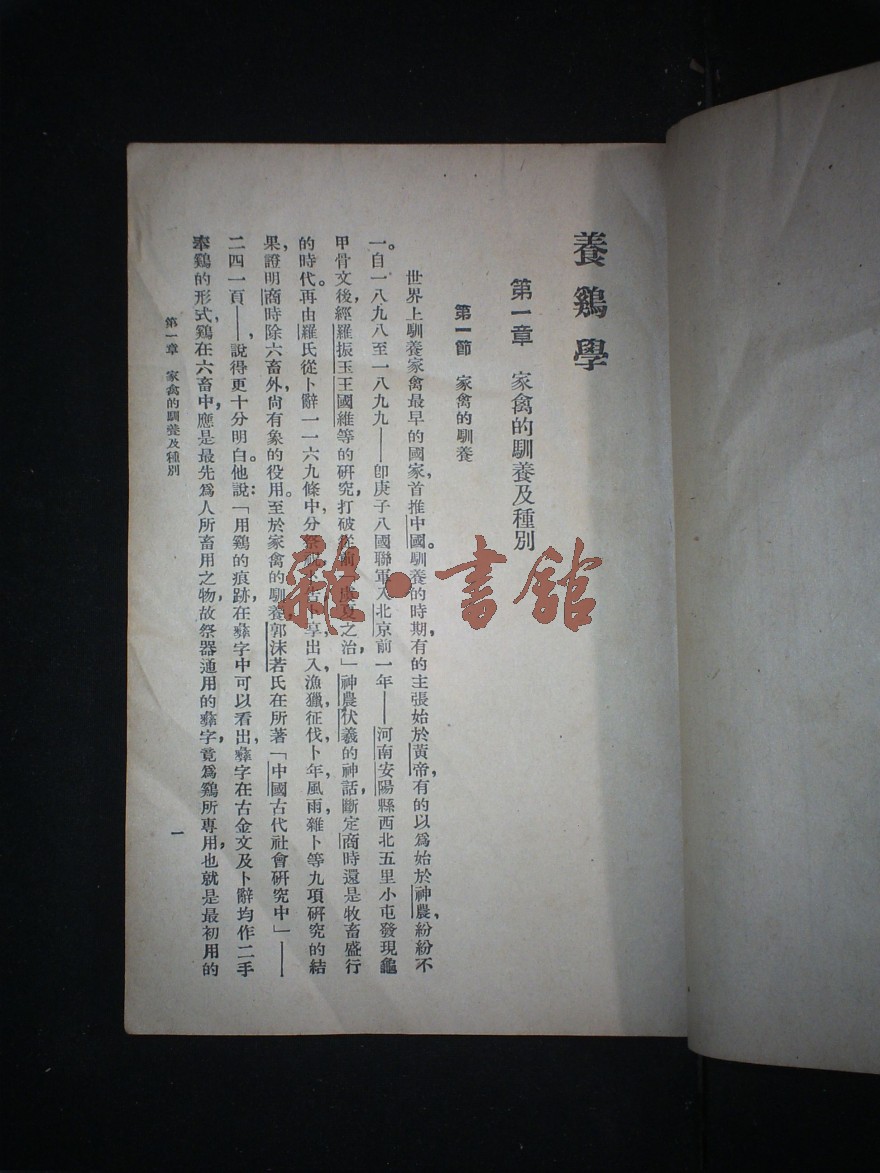 養鷄學
第一章 家禽的馴養及種別
第一節 家禽的馴養
世界上馴養家禽最早的國家,首推中國。馴養的時期,有的主張始於黃帝,有的以爲始於神農,紛紛不
一。自一八九八至一八九九——卽庚子八國聯軍入北京前一年——河南安陽縣西北五里小屯發現龜
甲骨文後,經羅振玉王國維等的研究,打破從前 之治,」神農伏羲的神話,斷定商時還是牧畜盛行
的時代。再由羅氏從卜辭一一六九條中,分祭 享,出入,漁獵,征伐,卜年,風雨,雜卜等九項研究的結
果,證明商時除六畜外,尙有象的役用。至於家禽的馴養,郭沫若氏在所著「中國古代社會研究中」——
二四一頁——,說得更十分明白。他說:「用鷄的痕跡,在彝字中可以看出,彝字在古金文及卜辭均作二手
奉鷄的形式,鷄在六畜中,應是最先爲人所畜用之物,故祭器通用的彝字,竟爲鷄所專用,也就是最初用的
第一章 家禽的馴養及種別
一
雜·書館